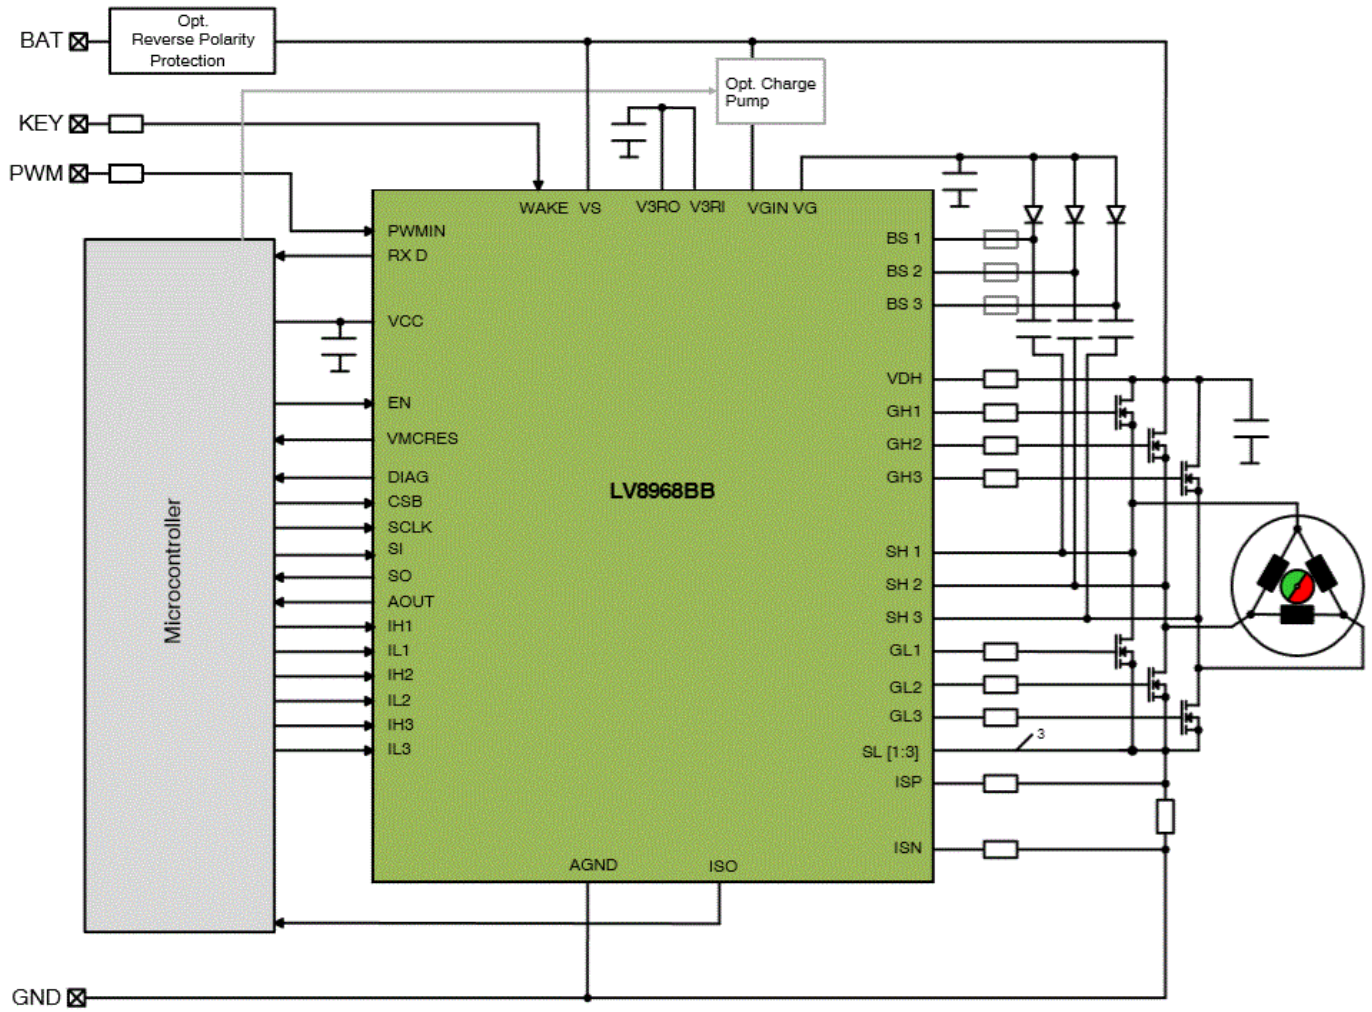 BAT
Opt.
Reverse Polarity
Protection
Opt. Charge
Pump
KEY
PWM
WAKE VS V3RO V3RI VGIN VG
PWMIN
RX D
VCC
EN
VMCRES
DIAG
CSB
SCLK
SI
SO
AOUT
IH1
IL1
IH2
IL2
IH3
IL3
Microcontroller
LV8968BB
BS 1
BS 2
BS 3
VDH
GH1
GH2
GH3
SH 1
SH 2
SH 3
GL1
GL2
GL3
SL [1:3]
3
ISP
ISN
AGND ISO
GND